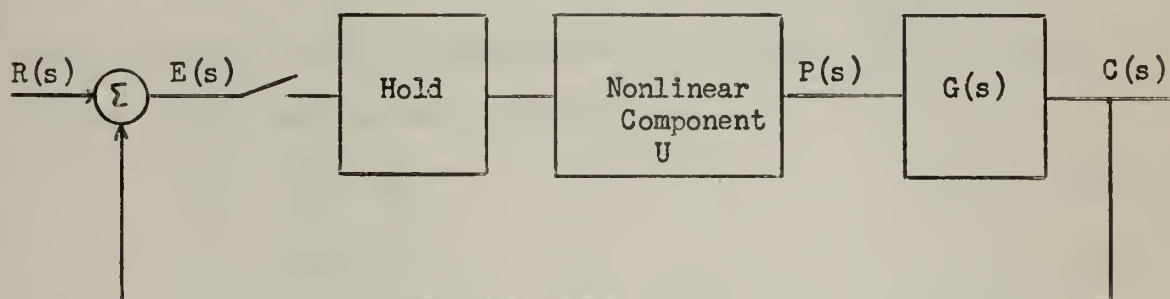 R(s)
Σ
E(s)
Hold
Nonlinear
Component
U
P(s)
G(s)
C(s)